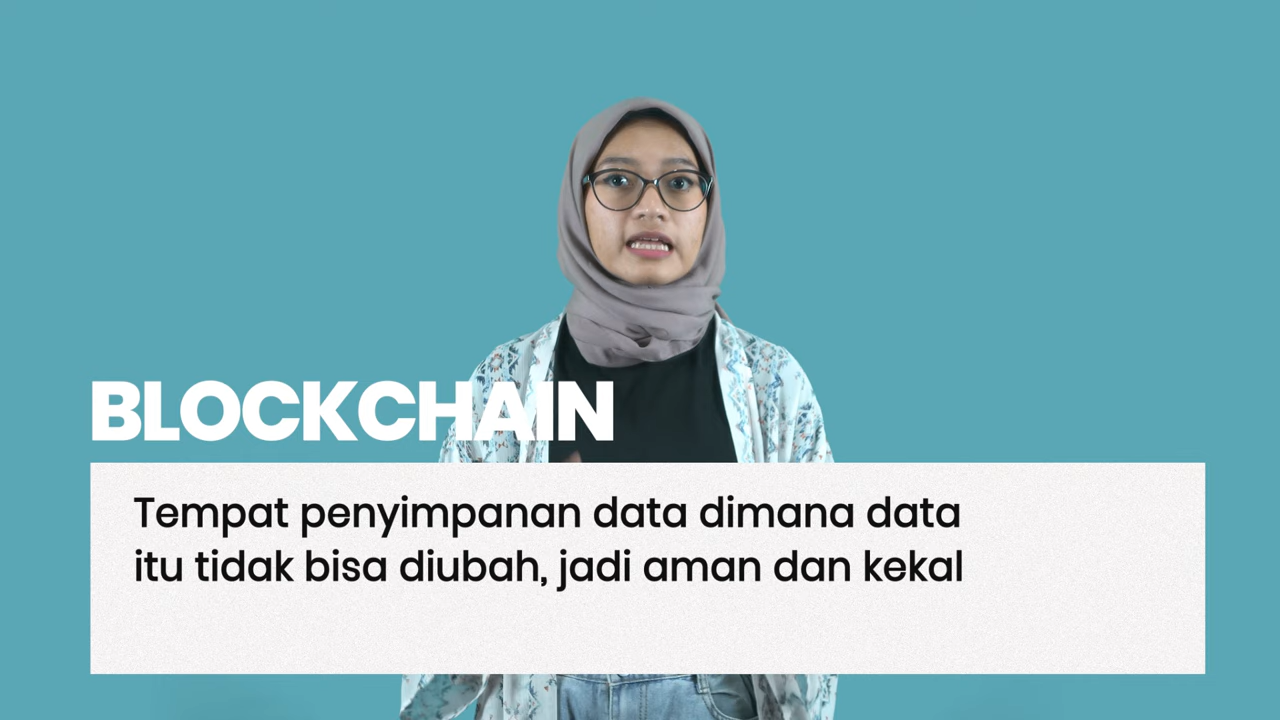 BLOCKCHAIN
Tempat penyimpanan data dimana data
itu tidak bisa diubah, jadi aman dan kekal